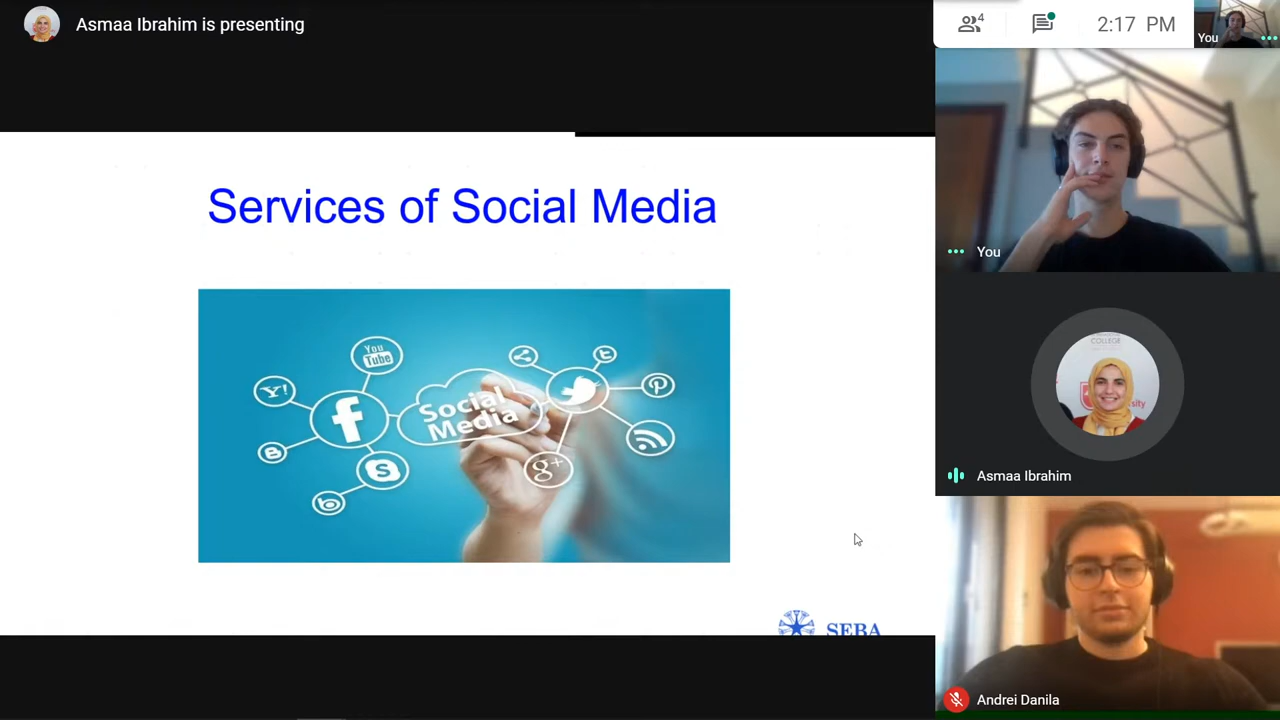 Asmaa Ibrahim is presenting
4
2:17 PM
You
Services of Social Media
You
Tube
Y!
f
Social
Media
t
B
S
g+
b
SEBA
You
COLLEGE
Asmaa Ibrahim
Andrei Danila